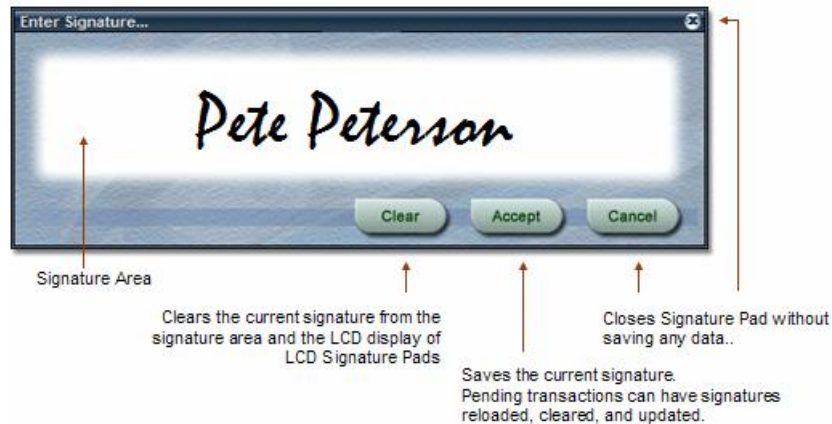 Enter Signature...
Pete Peterson
Clear
Accept
Cancel
Signature Area
Clears the current signature from the
signature area and the LCD display of
LCD Signature Pads
Closes Signature Pad without
saving any data..
Saves the current signature.
Pending transactions can have signatures
reloaded, cleared, and updated.